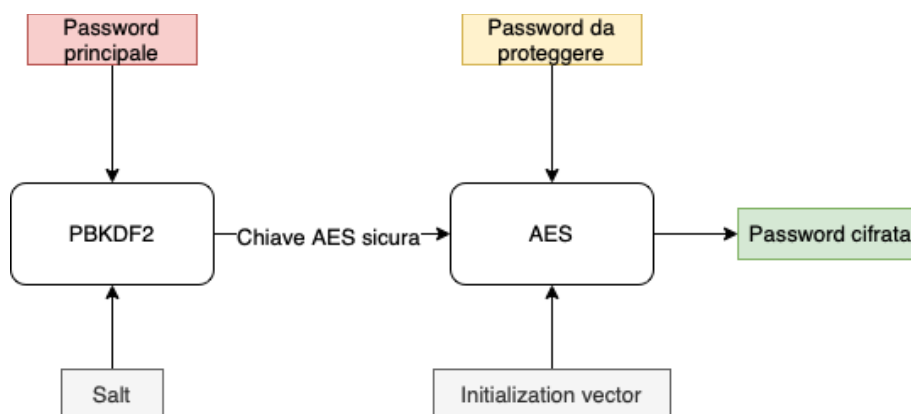 Password
principale
Password da
proteggere
PBKDF2
Chiave AES sicura
AES
Password cifrata
Salt
Initialization vector